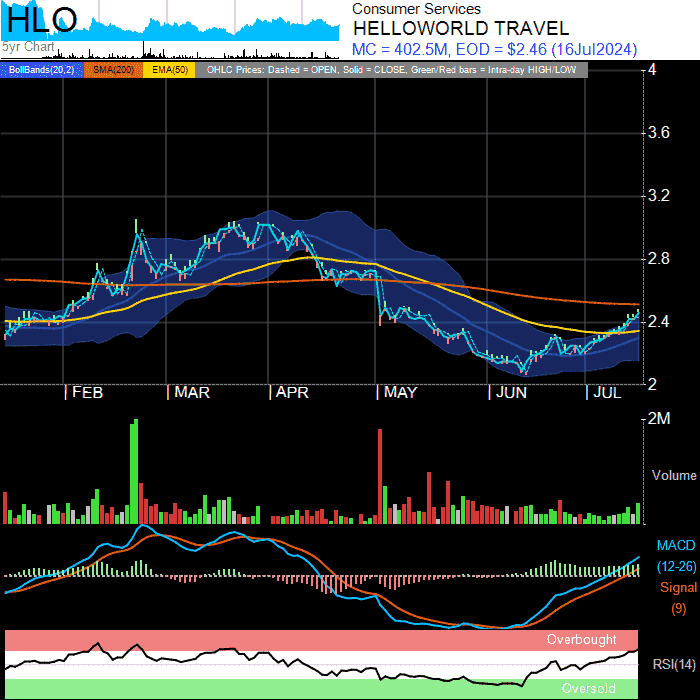 HLO
5yr Chart
Consumer Services
HELLOWORLD TRAVEL
MC = 402.5M, EOD = $2.46 (16Jul2024)
BollBands(20,2) SMA(200) EMA(50) OHLC Prices: Dashed = OPEN, Solid = CLOSE, Green/Red bars = Intra-day HIGH/LOW
4
3.6
3.2
2.8
2.4
2
FEB MAR APR MAY JUN JUL
2M
Volume
MACD
(12-26)
Signal
(9)
Overbought
RSI(14)
Oversold